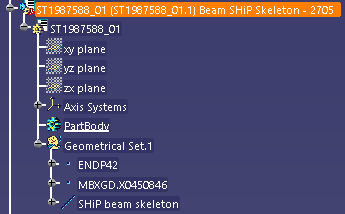 ST1987588_01 (ST1987588_01.1) Beam SHiP Skeleton - 2705
ST1987588_01
xy plane
yz plane
zx plane
Axis Systems
PartBody
Geometrical Set.1
ENDP42
MBXGD.X0450846
SHiP beam skeleton